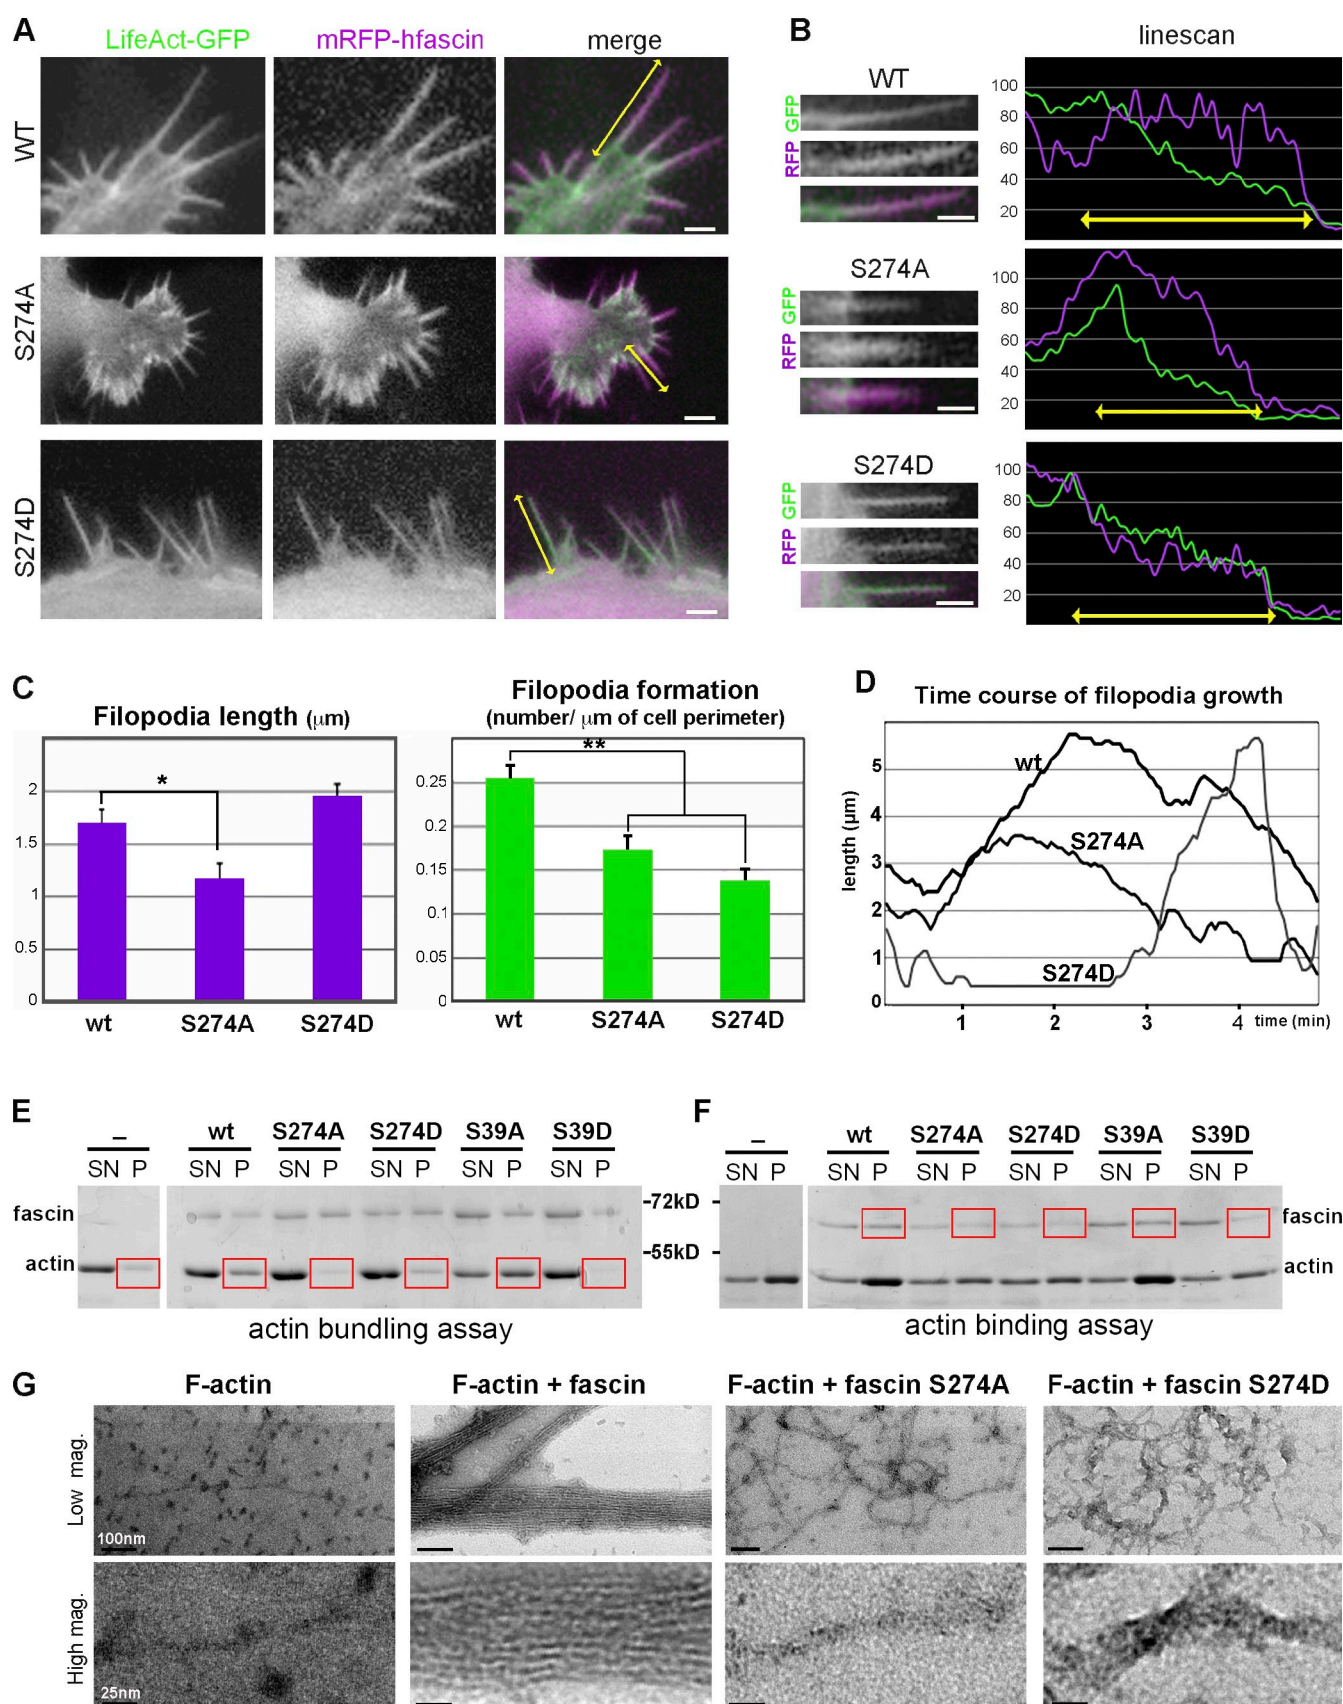 A
LifeAct-GFP mRFP-hfascin merge
WT
S274A
S274D
B
linescan
WT
GFP
RFP
100
80
60
40
20
S274A
GFP
RFP
100
80
60
40
20
S274D
GFP
RFP
100
80
60
40
20
C
Filopodia length (μm)
*
2
1.5
1
0.5
0
wt S274A S274D
Filopodia formation
(number/ μm of cell perimeter)
**
0.25
0.2
0.15
0.1
0.05
0
wt S274A S274D
D
Time course of filopodia growth
length (μm)
5
4
3
2
1
0
wt
S274A
S274D
1 2 3 4 time (min)
E
– wt S274A S274D S39A S39D
SN P SN P SN P SN P SN P SN P
fascin
actin
-72kD -
-55kD -
actin bundling assay
F
– wt S274A S274D S39A S39D
SN P SN P SN P SN P SN P SN P
fascin
actin
actin binding assay
G
F-actin F-actin + fascin F-actin + fascin S274A F-actin + fascin S274D
Low mag.
100nm
High mag.
25nm